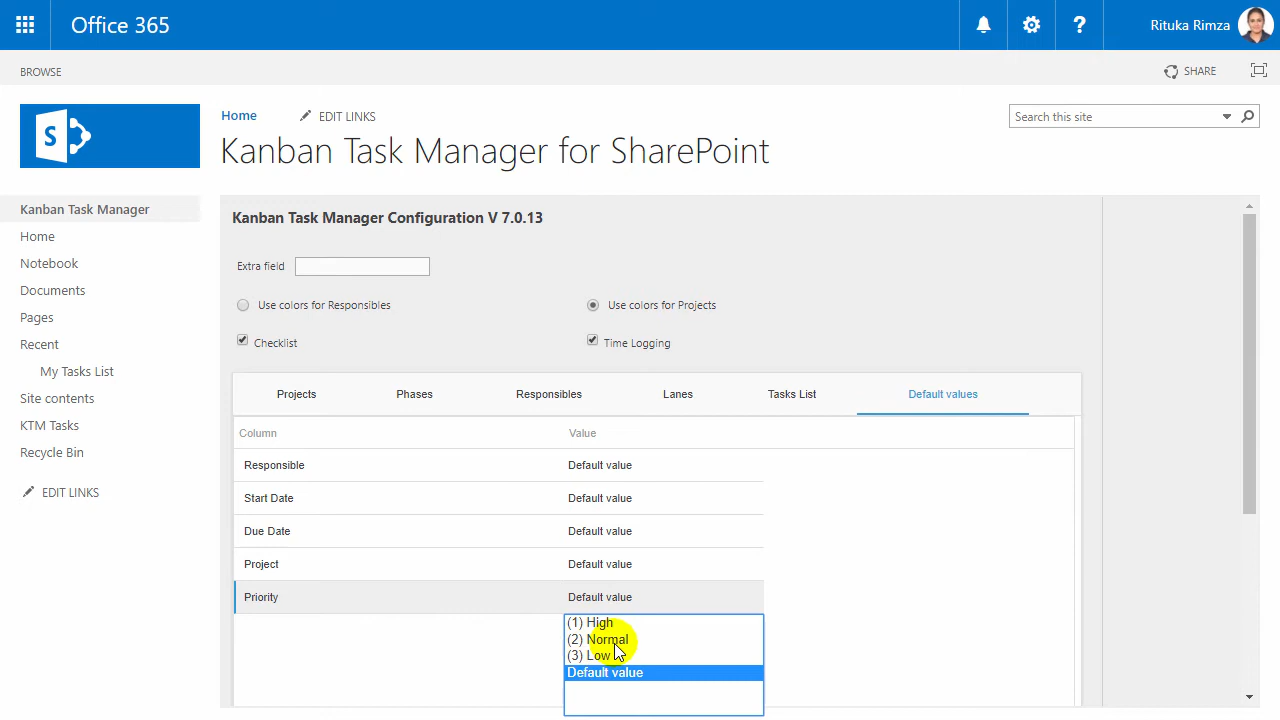 Office 365
Rituka Rimza
BROWSE
SHARE
S
Home
EDIT LINKS
Search this site
Kanban Task Manager for SharePoint
Kanban Task Manager
Home
Notebook
Documents
Pages
Recent
My Tasks List
Site contents
KTM Tasks
Recycle Bin
EDIT LINKS
Kanban Task Manager Configuration V 7.0.13
Extra field
Use colors for Responsibles
Use colors for Projects
Checklist
Time Logging
Projects
Phases
Responsibles
Lanes
Tasks List
Default values
Column
Value
Responsible
Default value
Start Date
Default value
Due Date
Default value
Project
Default value
Priority
Default value
(1) High
(2) Normal
(3) Low
Default value